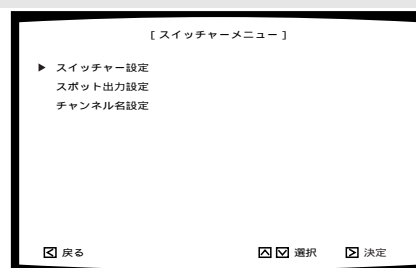 [ スイッチャーメニュー ]
▶ スイッチャー設定
スポット出力設定
チャンネル名設定
戻る 選択 決定